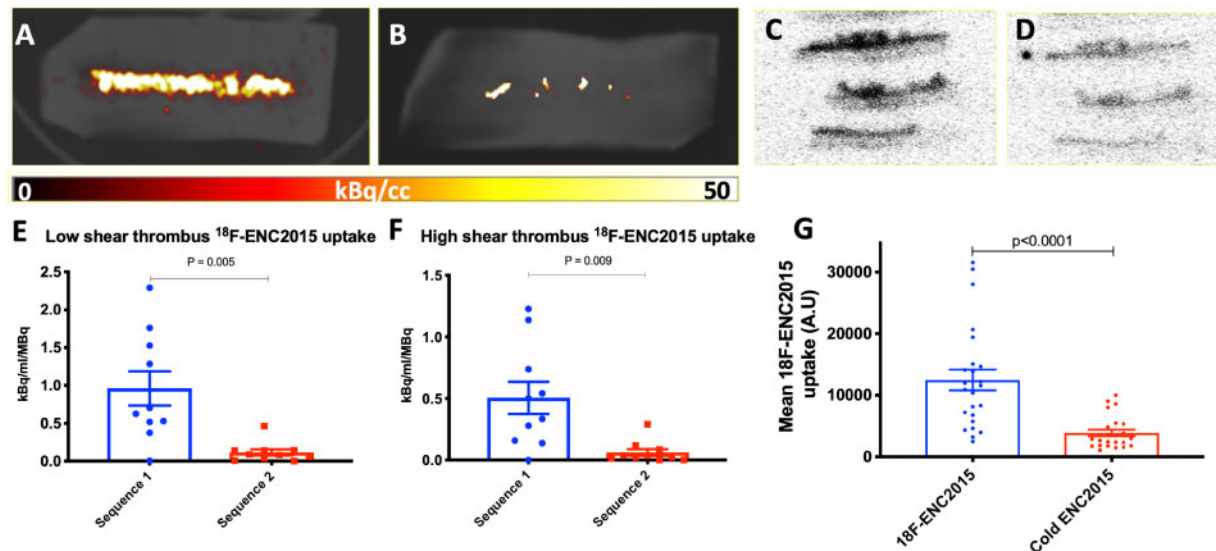 A
B
C
D
0
kBq/cc
50
E
Low shear thrombus ¹⁸F-ENC2015 uptake
P = 0.005
kBq/ml/MBq
2.5
2.0
1.5
1.0
0.5
0.0
Sequence 1
Sequence 2
F
High shear thrombus ¹⁸F-ENC2015 uptake
P = 0.009
kBq/ml/MBq
1.5
1.0
0.5
0.0
Sequence 1
Sequence 2
G
p<0.0001
Mean 18F-ENC2015
uptake (A.U)
30000
20000
10000
0
18F-ENC2015
Cold ENC2015